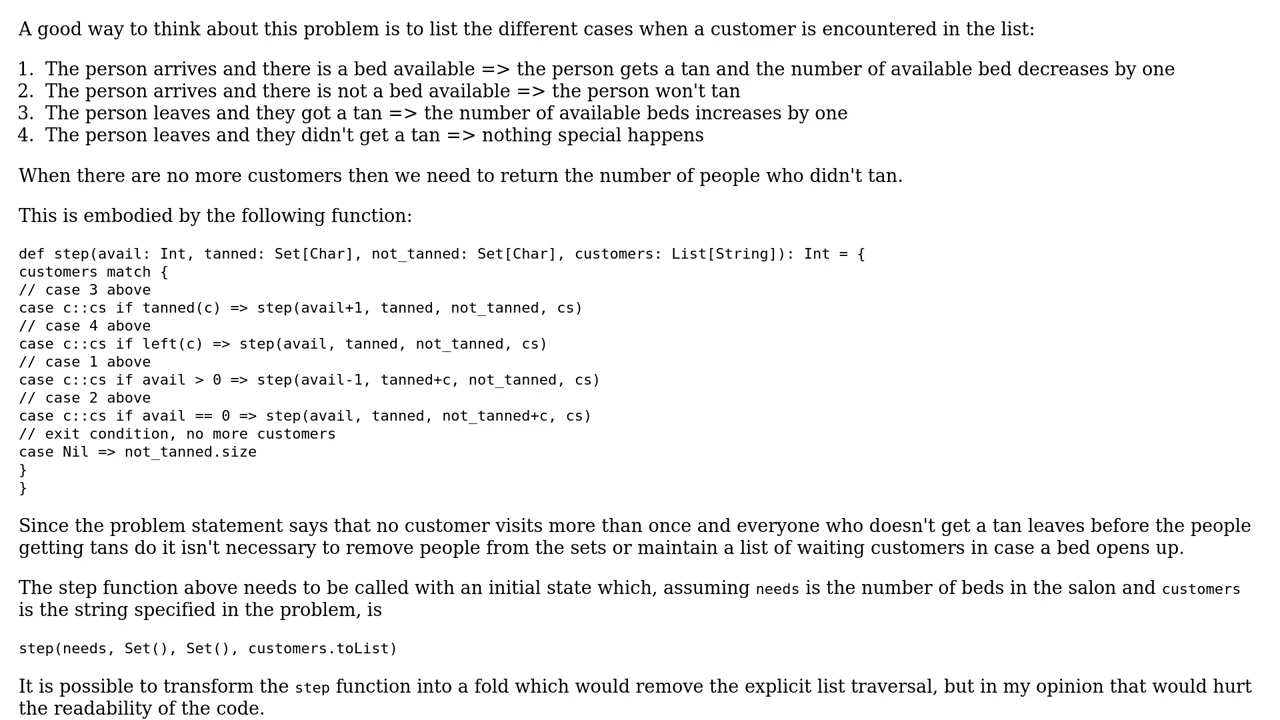 A good way to think about this problem is to list the different cases when a customer is encountered in the list:
1. The person arrives and there is a bed available => the person gets a tan and the number of available bed decreases by one
2. The person arrives and there is not a bed available => the person won't tan
3. The person leaves and they got a tan => the number of available beds increases by one
4. The person leaves and they didn't get a tan => nothing special happens
When there are no more customers then we need to return the number of people who didn't tan.
This is embodied by the following function:
def step(avail: Int, tanned: Set[Char], not_tanned: Set[Char], customers: List[String]): Int = {
customers match {
// case 3 above
case c::cs if tanned(c) => step(avail+1, tanned, not_tanned, cs)
// case 4 above
case c::cs if left(c) => step(avail, tanned, not_tanned, cs)
// case 1 above
case c::cs if avail > 0 => step(avail-1, tanned+c, not_tanned, cs)
// case 2 above
case c::cs if avail == 0 => step(avail, tanned, not_tanned+c, cs)
// exit condition, no more customers
case Nil => not_tanned.size
}
}
Since the problem statement says that no customer visits more than once and everyone who doesn't get a tan leaves before the people
getting tans do it isn't necessary to remove people from the sets or maintain a list of waiting customers in case a bed opens up.
The step function above needs to be called with an initial state which, assuming needs is the number of beds in the salon and customers
is the string specified in the problem, is
step(needs, Set(), Set(), customers.toList)
It is possible to transform the step function into a fold which would remove the explicit list traversal, but in my opinion that would hurt
the readability of the code.